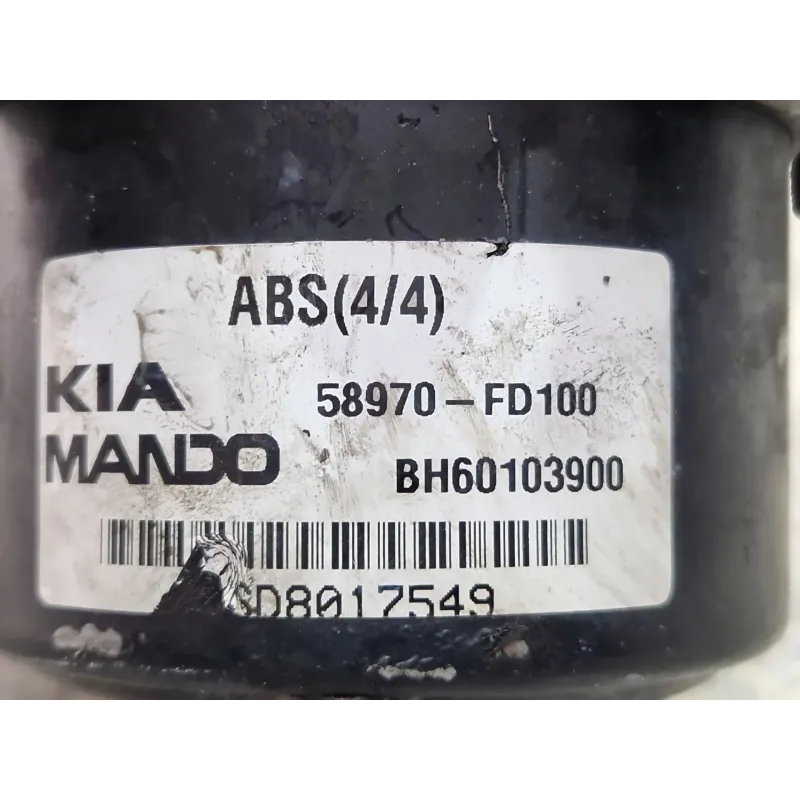 ABS(4/4)
KIA 58970-FD100
MANDO BH60103900
SD8017549